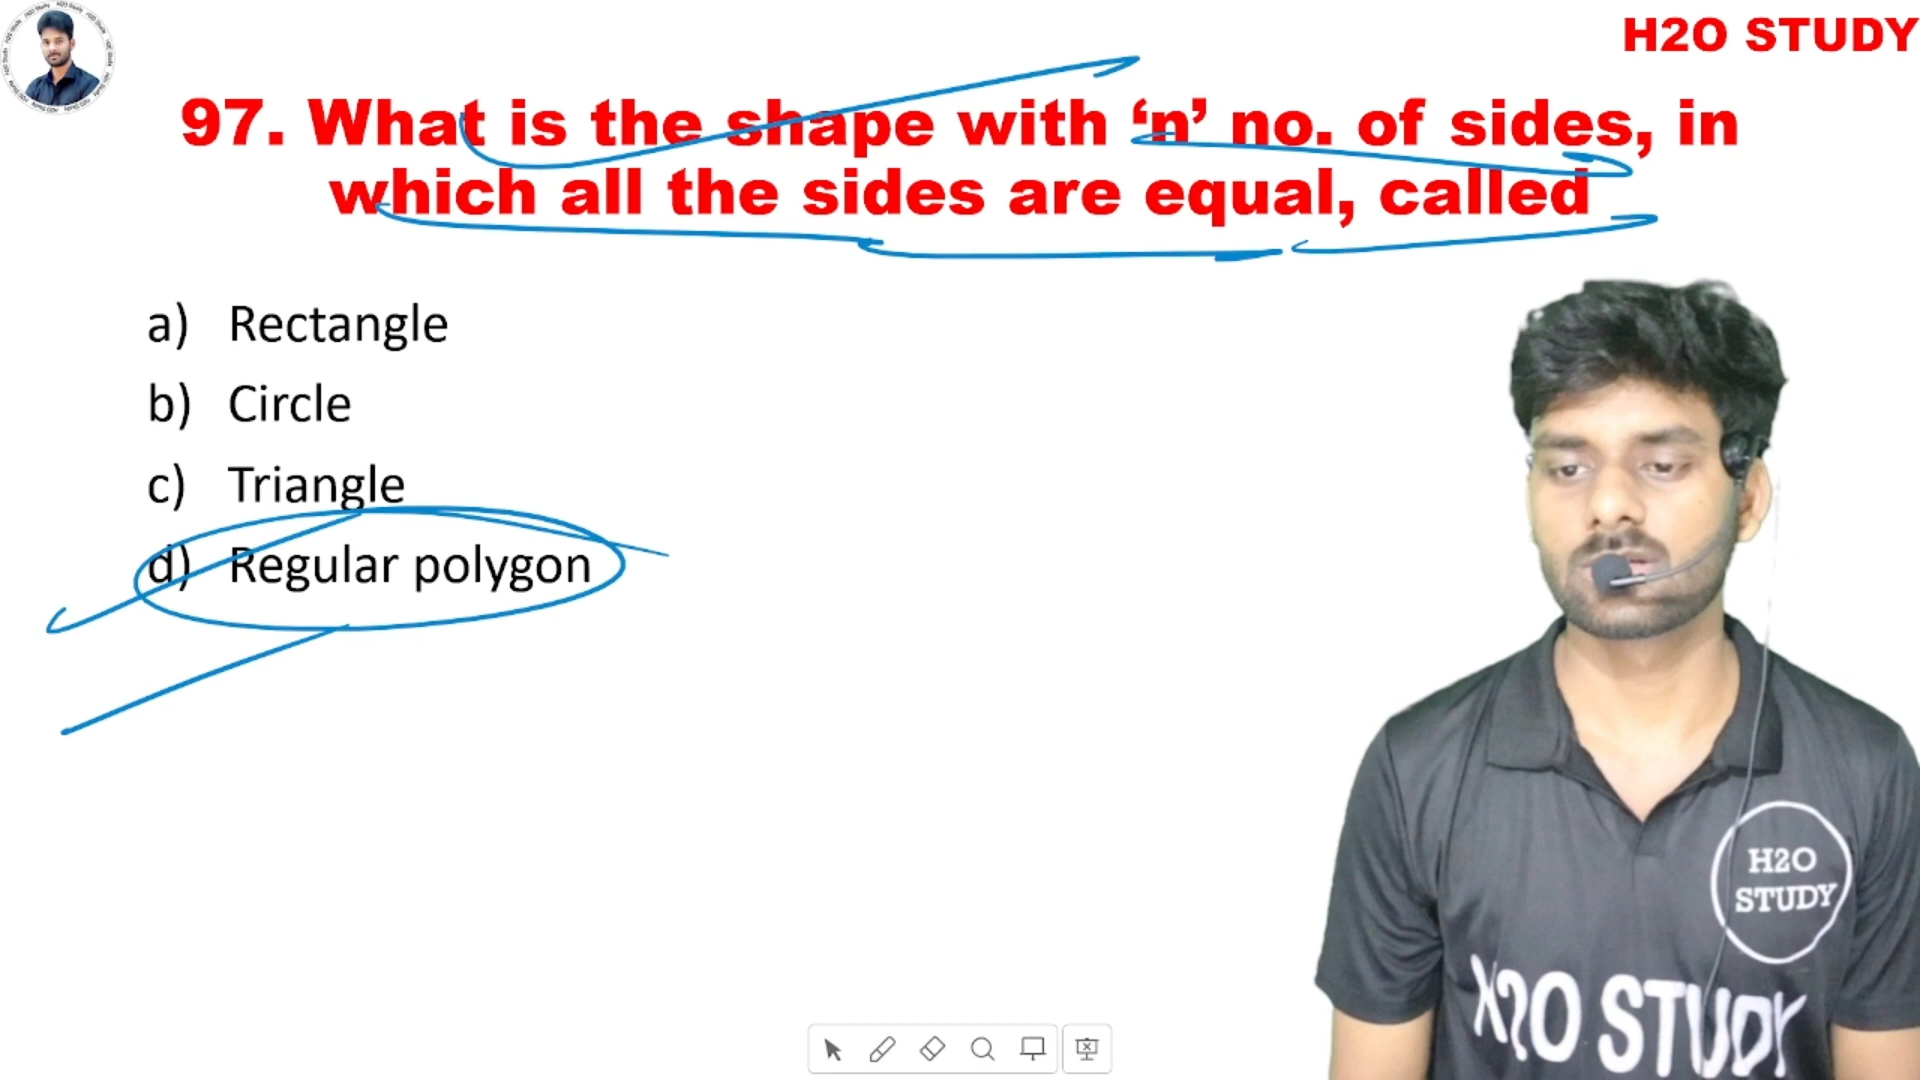 H2O STUDY
97. What is the shape with ‘n’ no. of sides, in
which all the sides are equal, called
a) Rectangle
b) Circle
c) Triangle
d) Regular polygon
H2O
STUDY
H2O STUDY